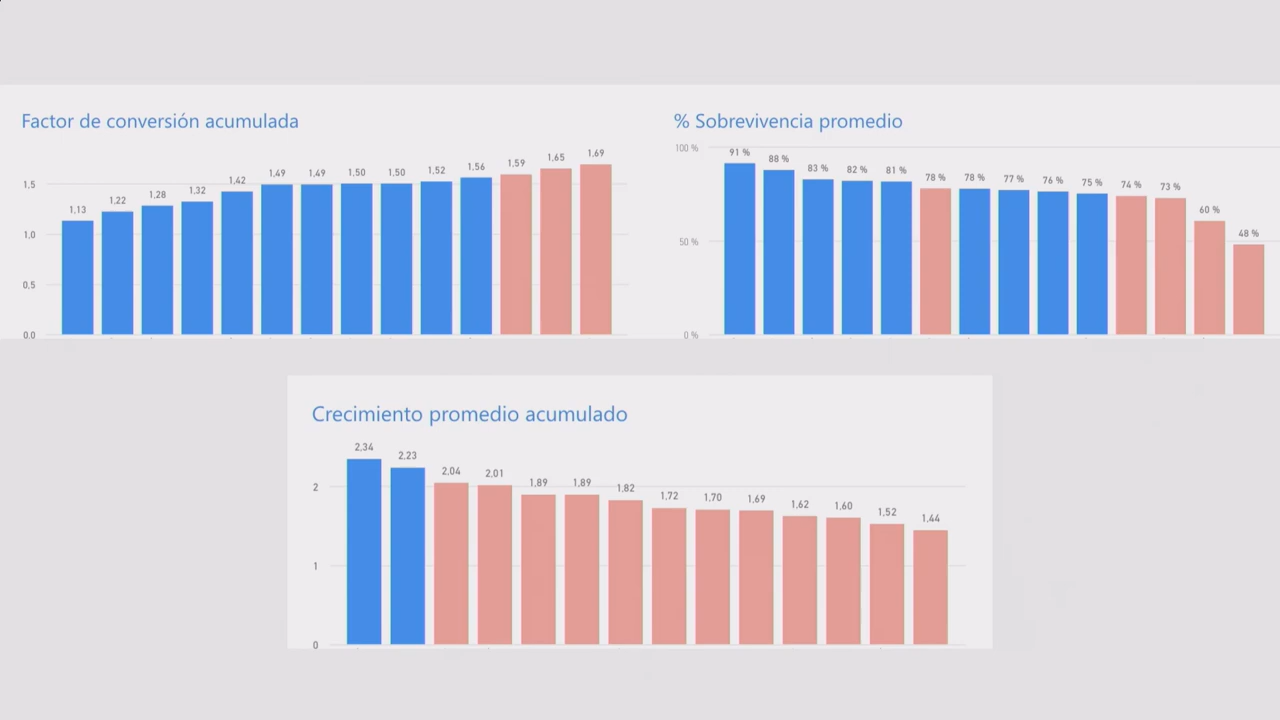 Factor de conversión acumulada
1,13 1,22 1,28 1,32 1,42 1,49 1,49 1,50 1,50 1,52 1,56 1,59 1,65 1,69
1,5
1,0
0,5
0,0
% Sobrevivencia promedio
100 %
91 % 88 % 83 % 82 % 81 % 78 % 78 % 77 % 76 % 75 % 74 % 73 % 60 % 48 %
50 %
0 %
Crecimiento promedio acumulado
2,34 2,23 2,04 2,01 1,89 1,89 1,82 1,72 1,70 1,69 1,62 1,60 1,52 1,44
2
1
0